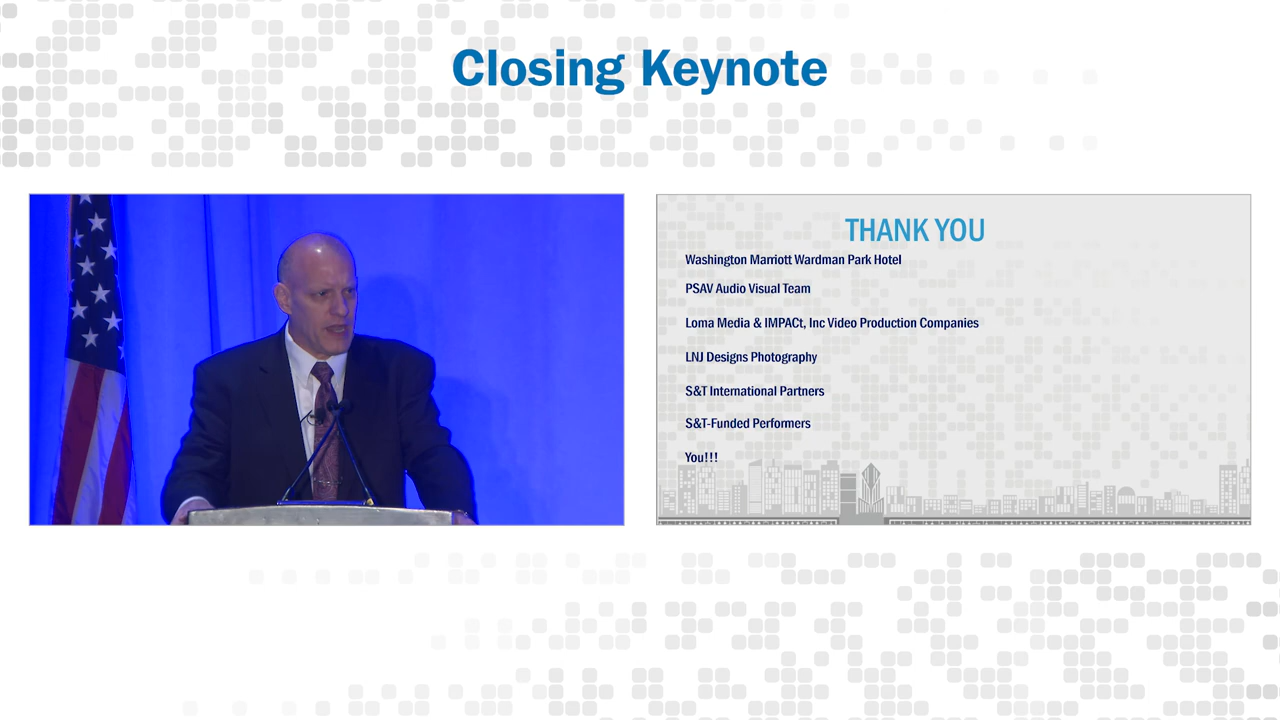 Closing Keynote
THANK YOU
Washington Marriott Wardman Park Hotel
PSAV Audio Visual Team
Loma Media & IMPACt, Inc Video Production Companies
LNJ Designs Photography
S&T International Partners
S&T-Funded Performers
You!!!